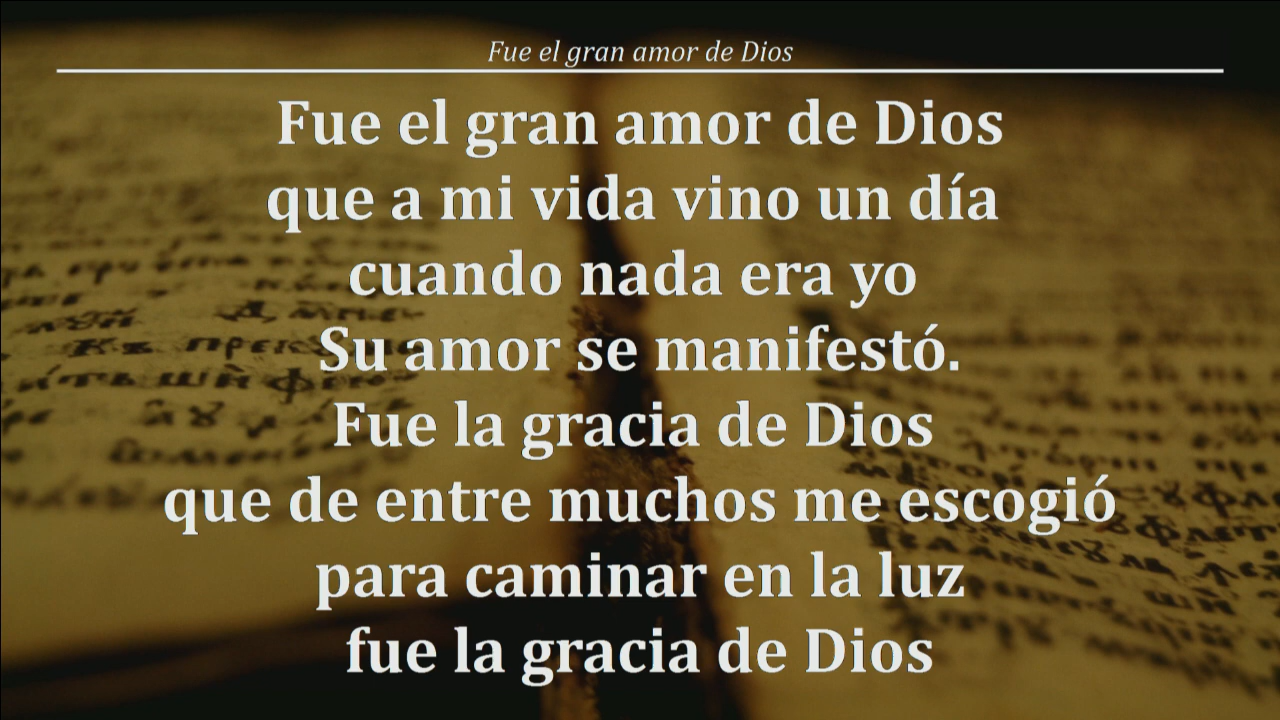 Fue el gran amor de Dios
Fue el gran amor de Dios
que a mi vida vino un día
cuando nada era yo
Su amor se manifestó.
Fue la gracia de Dios
que de entre muchos me escogió
para caminar en la luz
fue la gracia de Dios